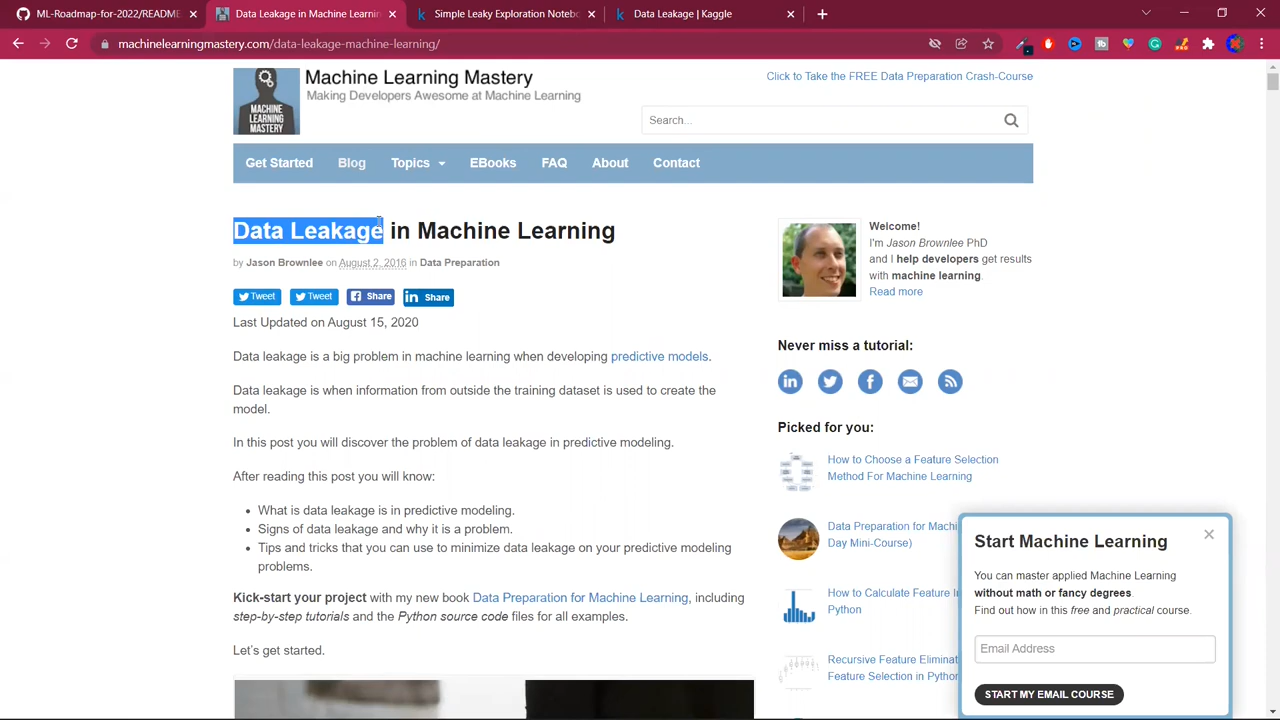 ML-Roadmap-for-2022/README
Data Leakage in Machine Learnin
Simple Leaky Exploration Notebo
Data Leakage | Kaggle
machinelearningmastery.com/data-leakage-machine-learning/
Machine Learning Mastery
Making Developers Awesome at Machine Learning
Click to Take the FREE Data Preparation Crash-Course
MACHINE
LEARNING
MASTERY
Search...
Get Started Blog Topics EBooks FAQ About Contact
Data Leakage in Machine Learning
by Jason Brownlee on August 2, 2016 in Data Preparation
Tweet Tweet Share Share
Last Updated on August 15, 2020
Data leakage is a big problem in machine learning when developing predictive models.
Data leakage is when information from outside the training dataset is used to create the
model.
In this post you will discover the problem of data leakage in predictive modeling.
After reading this post you will know:
What is data leakage is in predictive modeling.
Signs of data leakage and why it is a problem.
Tips and tricks that you can use to minimize data leakage on your predictive modeling
problems.
Kick-start your project with my new book Data Preparation for Machine Learning, including
step-by-step tutorials and the Python source code files for all examples.
Let's get started.
Welcome!
I'm Jason Brownlee PhD
and I help developers get results
with machine learning.
Read more
Never miss a tutorial:
Picked for you:
How to Choose a Feature Selection
Method For Machine Learning
Data Preparation for Machi
Day Mini-Course)
How to Calculate Feature I
Python
Recursive Feature Eliminat
Feature Selection in Python
Start Machine Learning
You can master applied Machine Learning
without math or fancy degrees.
Find out how in this free and practical course.
Email Address
START MY EMAIL COURSE